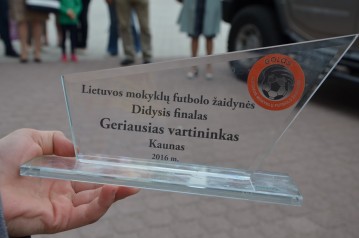 Lietuvos mokyklų futbolo žaidynės
Didysis finalas
Geriausias vartininkas
Kaunas
2016 m.